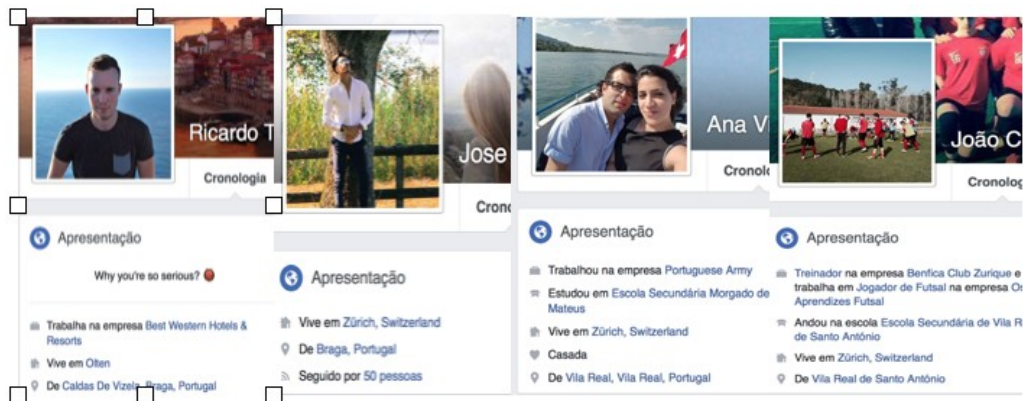 Ricardo T
Cronologia
Apresentação
Why you're so serious?
Trabalha na empresa Best Western Hotels &
Resorts
Vive em Olten
De Caldas De Vizela, Braga, Portugal
Jose
Crono
Apresentação
Vive em Zürich, Switzerland
De Braga, Portugal
Seguido por 50 pessoas
Ana V
Cronolo
Apresentação
Trabalhou na empresa Portuguese Army
Estudou em Escola Secundária Morgado de
Mateus
Vive em Zürich, Switzerland
Casada
De Vila Real, Vila Real, Portugal
João C
Cronolog
Apresentação
Treinador na empresa Benfica Club Zurique e
trabalha em Jogador de Futsal na empresa Os
Aprendizes Futsal
Andou na escola Escola Secundária de Vila R
de Santo António
Vive em Zürich, Switzerland
De Vila Real de Santo António